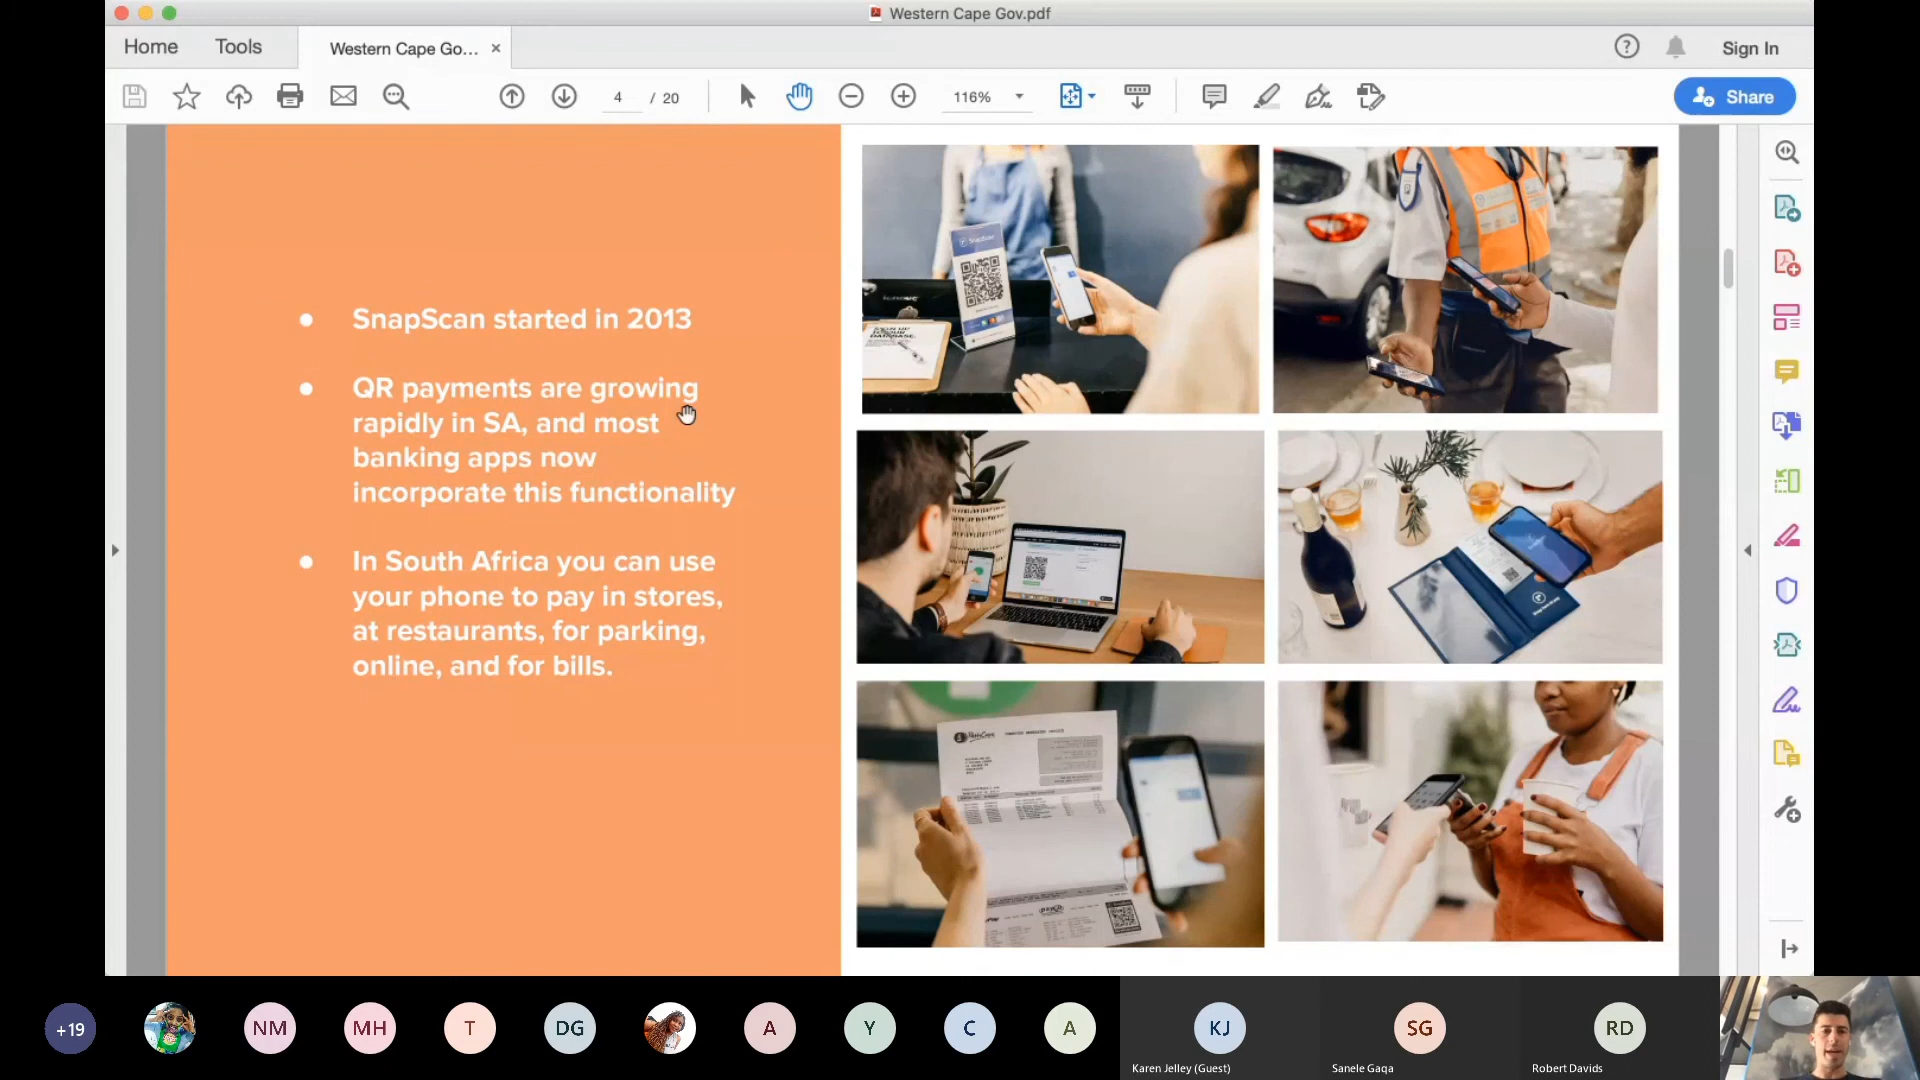 Western Cape Gov.pdf
Home
Tools
Western Cape Go...
Sign In
4
/ 20
116%
Share
SnapScan started in 2013
QR payments are growing
rapidly in SA, and most
banking apps now
incorporate this functionality
In South Africa you can use
your phone to pay in stores,
at restaurants, for parking,
online, and for bills.
SnapScan
+19
NM
MH
T
DG
A
Y
C
A
KJ
SG
RD
Karen Jelley (Guest)
Sanele Gaqa
Robert Davids